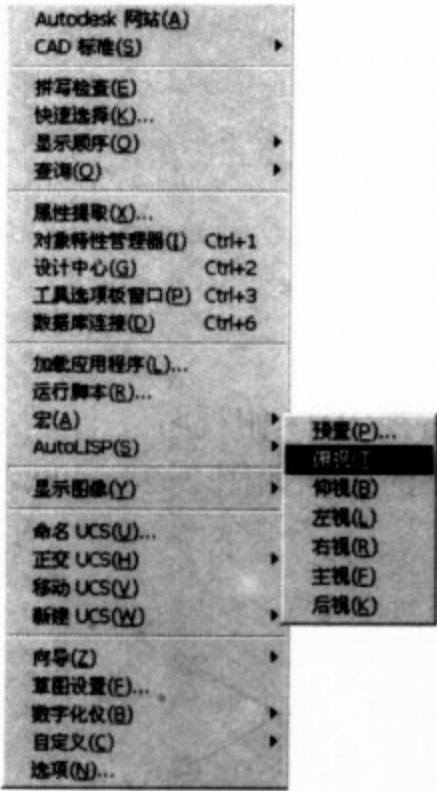 Autodesk 网站(A)
CAD 标准(S)
拼写检查(E)
快速选择(K)...
显示顺序(O)
查询(Q)
属性提取(X)...
对象特性管理器(I) Ctrl+1
设计中心(G) Ctrl+2
工具选项板窗口(P) Ctrl+3
数据库连接(D) Ctrl+6
加载应用程序(L)...
运行脚本(R)...
宏(A)
AutoLISP(S)
显示图像(Y)
命名 UCS(U)...
正交 UCS(H)
移动 UCS(V)
新建 UCS(W)
向导(Z)
草图设置(F)...
数字化仪(B)
自定义(C)
选项(N)...
预置(P)...
俯视(T
仰视(B)
左视(L)
右视(R)
主视(F)
后视(K)